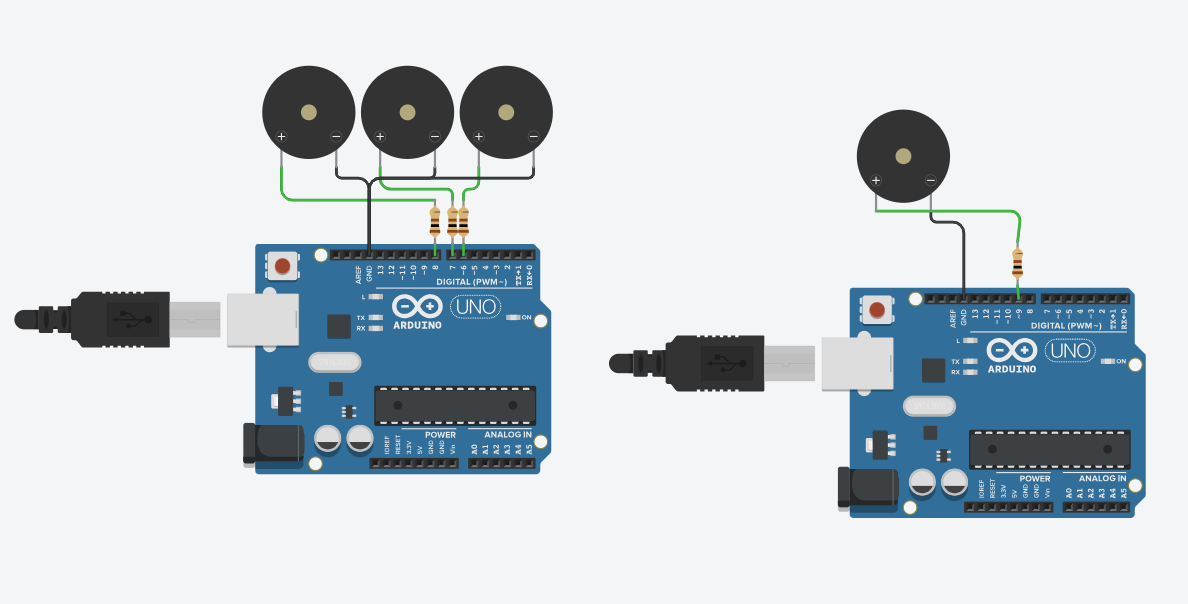 + − + − + −
AREF
GND
13
12
~11
~10
~9
8
7
~6
~5
4
~3
2
TX→1
RX←0
DIGITAL (PWM~)
L
TX
RX
ARDUINO
UNO
ON
POWER
ANALOG IN
IOREF
RESET
3.3V
5V
GND
GND
Vin
A0
A1
A2
A3
A4
A5
+ −
AREF
GND
13
12
~11
~10
~9
8
7
~6
~5
4
~3
2
TX→1
RX←0
DIGITAL (PWM~)
L
TX
RX
ARDUINO
UNO
ON
POWER
ANALOG IN
IOREF
RESET
3.3V
5V
GND
GND
Vin
A0
A1
A2
A3
A4
A5